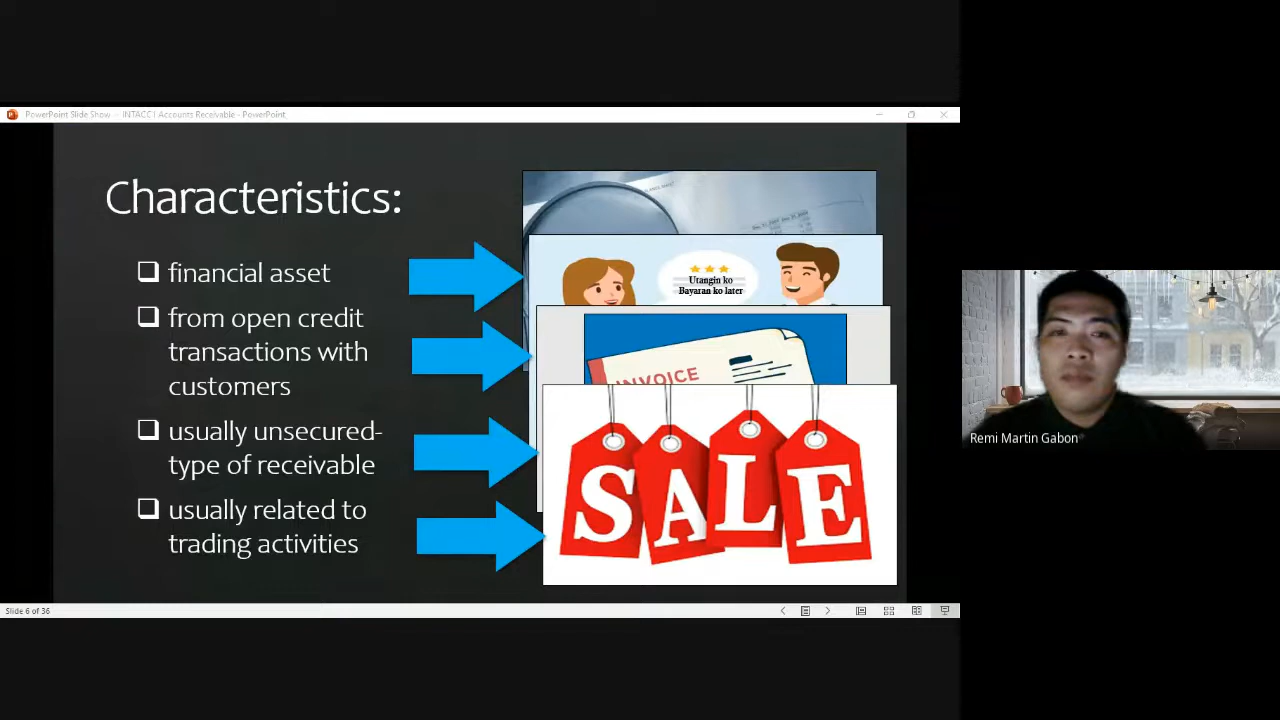 PowerPoint Slide Show - INTACC I Accounts Receivable - PowerPoint
Characteristics:
❑ financial asset
❑ from open credit
transactions with
customers
❑ usually unsecured-
type of receivable
❑ usually related to
trading activities
Utangin ko
Bayaran ko later
INVOICE
SALE
Remi Martin Gabon
Slide 6 of 36